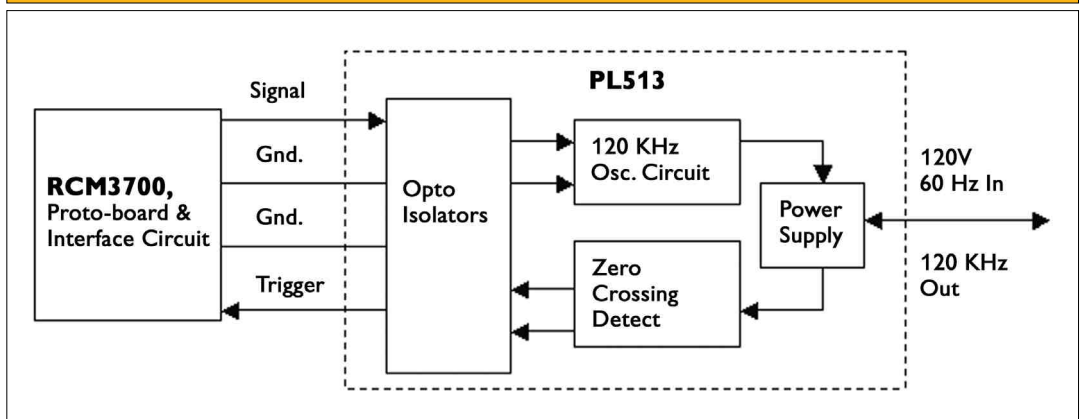 PL513
Signal
Gnd.
Gnd.
Trigger
RCM3700,
Proto-board &
Interface Circuit
Opto
Isolators
120 KHz
Osc. Circuit
Zero
Crossing
Detect
Power
Supply
120V
60 Hz In
120 KHz
Out